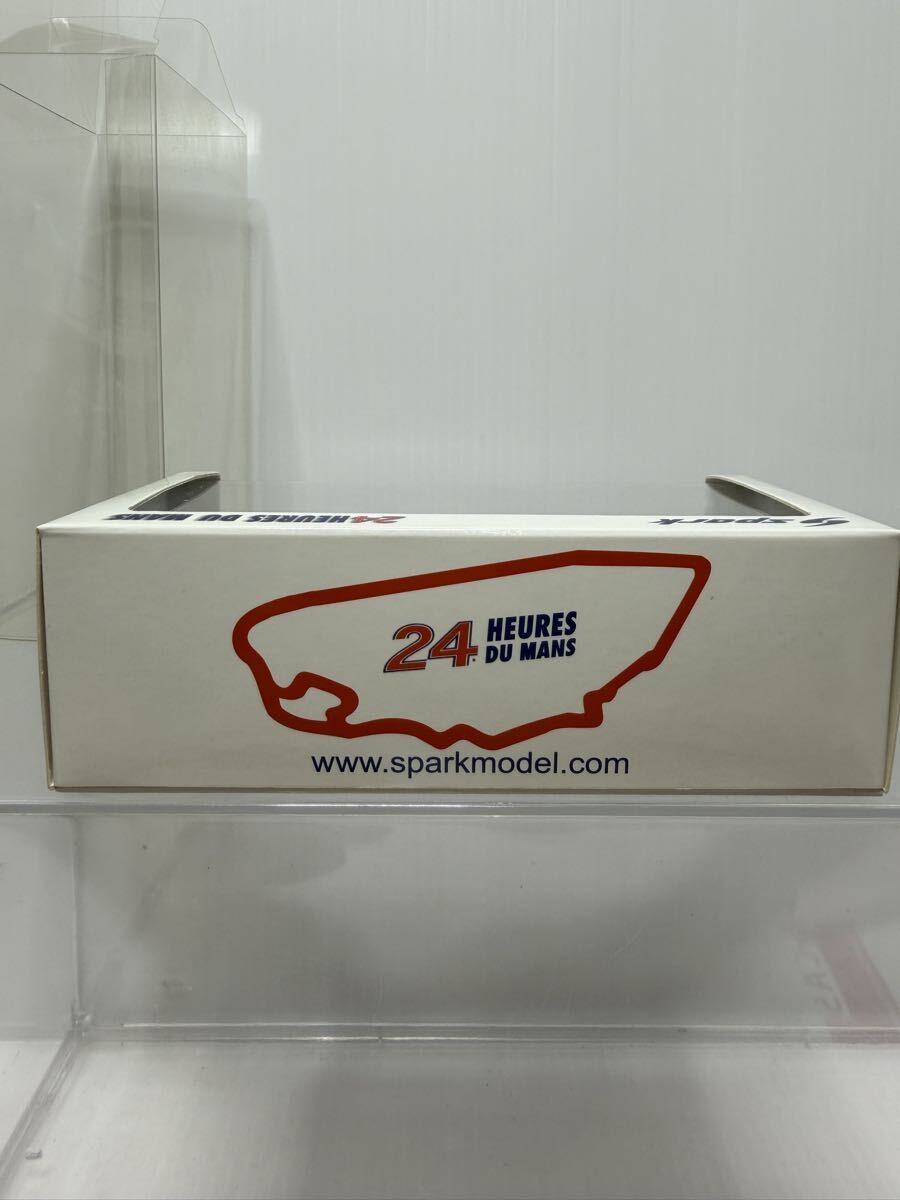 24 HEURES DU MANS
spark
24 HEURES
DU MANS
www.sparkmodel.com